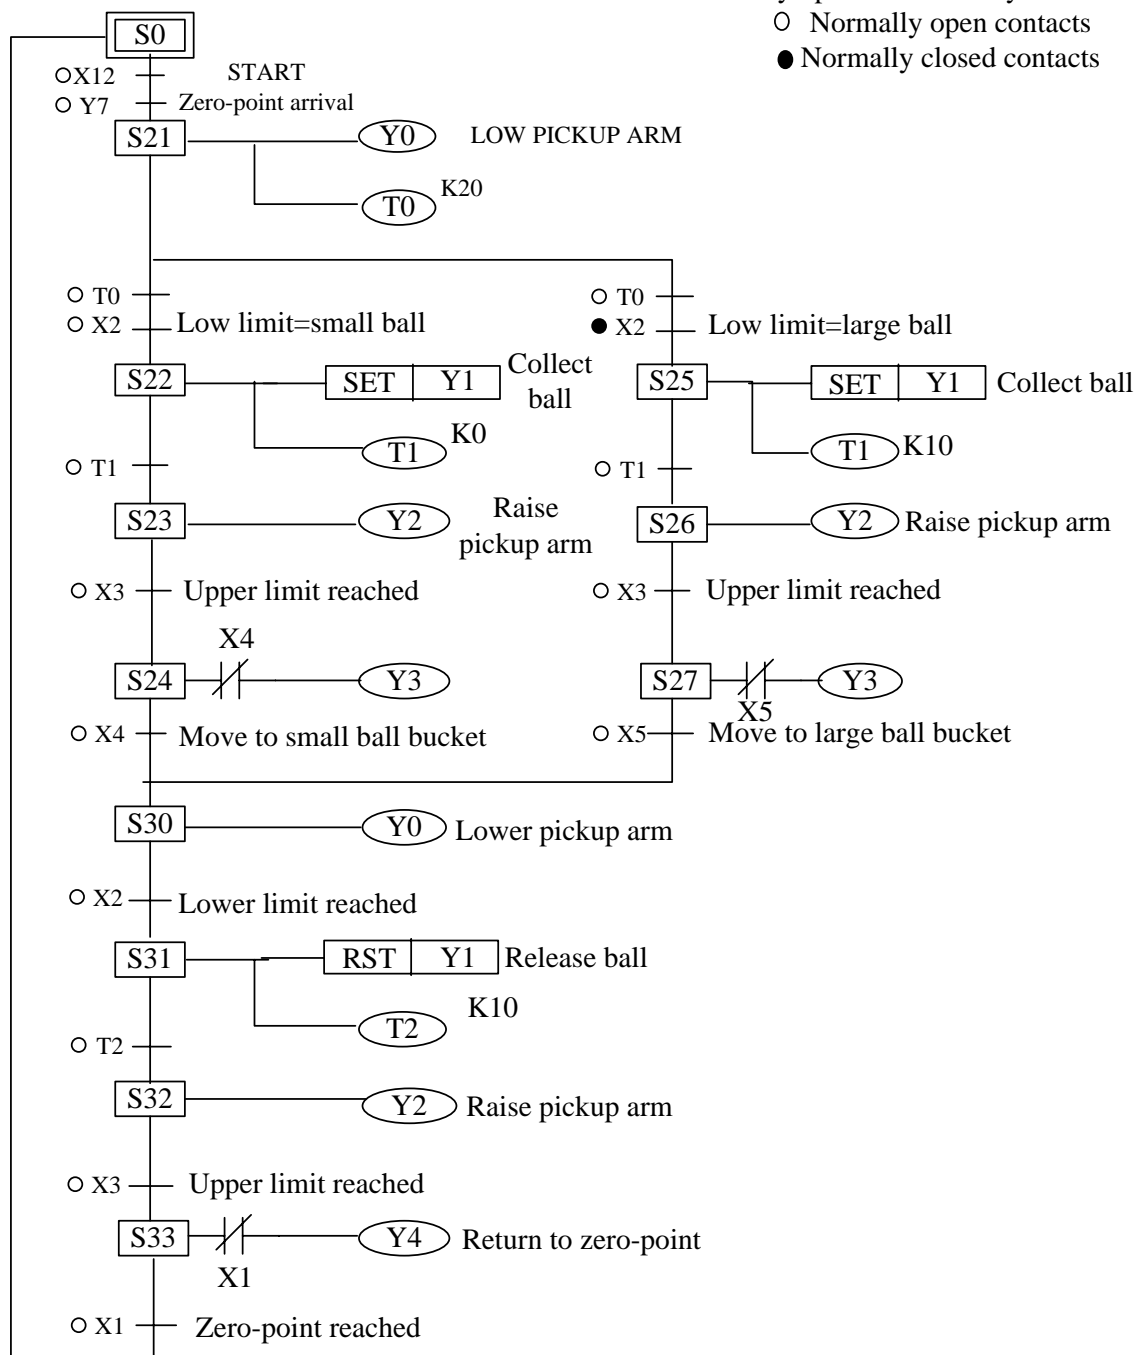 Normally open contacts
Normally closed contacts
S0
X12 START
Y7 Zero-point arrival
S21 Y0 LOW PICKUP ARM
T0 K20
T0 T0
X2 Low limit=small ball X2 Low limit=large ball
S22 SET Y1 Collect ball S25 SET Y1 Collect ball
T1 K0 T1 K10
T1 T1
S23 Y2 Raise pickup arm S26 Y2 Raise pickup arm
X3 Upper limit reached X3 Upper limit reached
X4
S24 Y3 S27 Y3
X5
X4 Move to small ball bucket X5 Move to large ball bucket
S30 Y0 Lower pickup arm
X2 Lower limit reached
S31 RST Y1 Release ball
T2 K10
T2
S32 Y2 Raise pickup arm
X3 Upper limit reached
S33 Y4 Return to zero-point
X1
X1 Zero-point reached